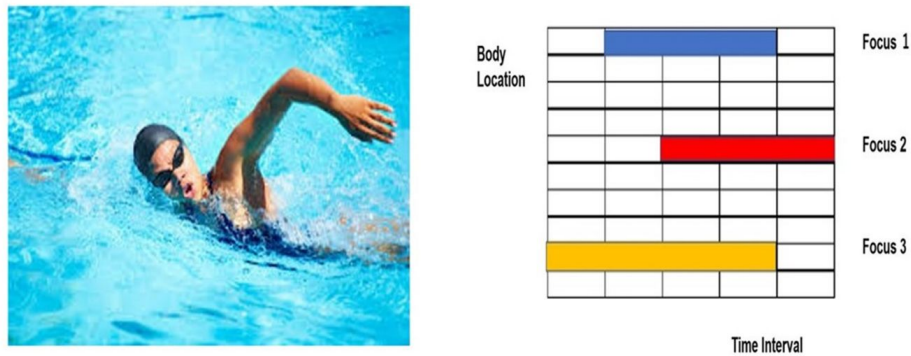 Body
Location
Focus 1
Focus 2
Focus 3
Time Interval